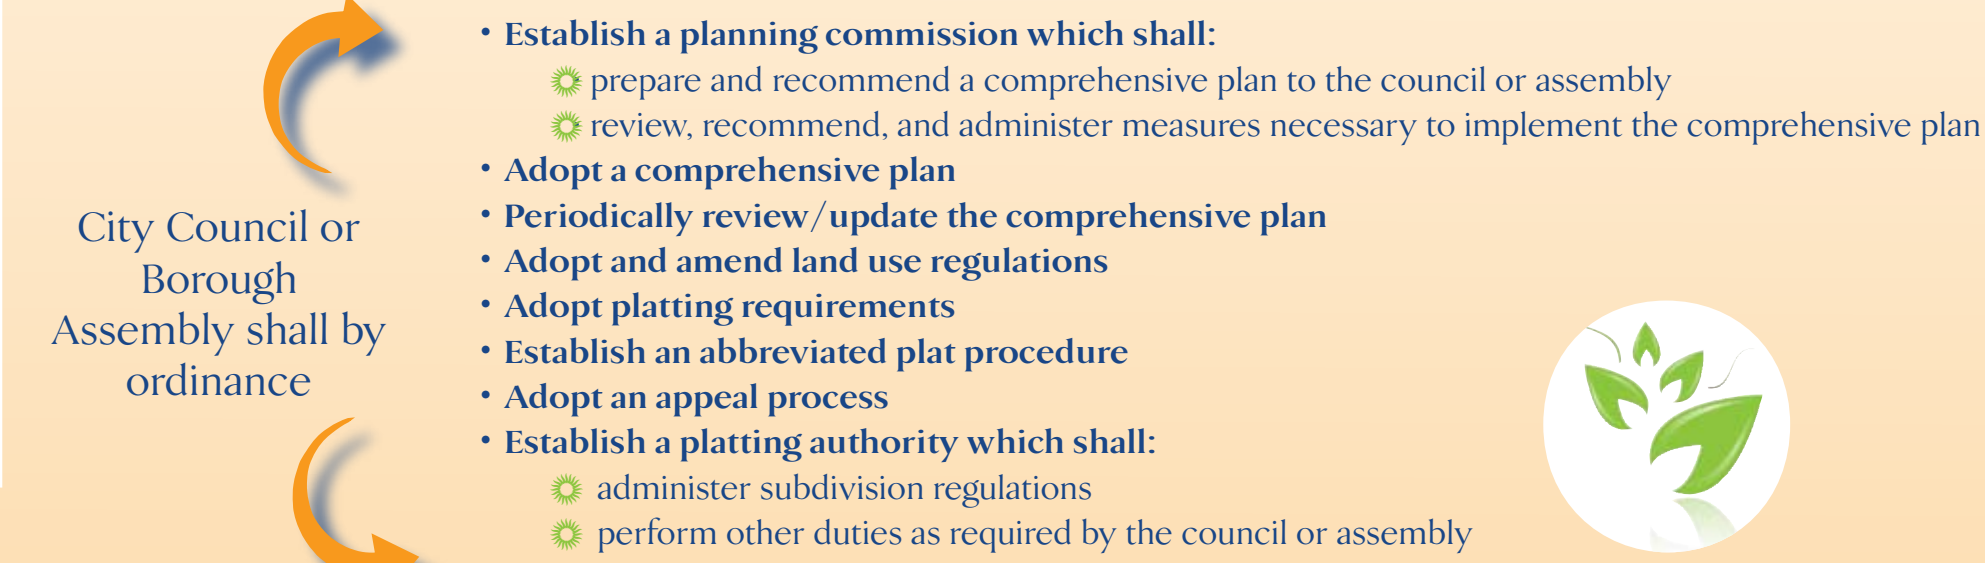 City Council or
Borough
Assembly shall by
ordinance
• Establish a planning commission which shall:
prepare and recommend a comprehensive plan to the council or assembly
review, recommend, and administer measures necessary to implement the comprehensive plan
• Adopt a comprehensive plan
• Periodically review/update the comprehensive plan
• Adopt and amend land use regulations
• Adopt platting requirements
• Establish an abbreviated plat procedure
• Adopt an appeal process
• Establish a platting authority which shall:
administer subdivision regulations
perform other duties as required by the council or assembly